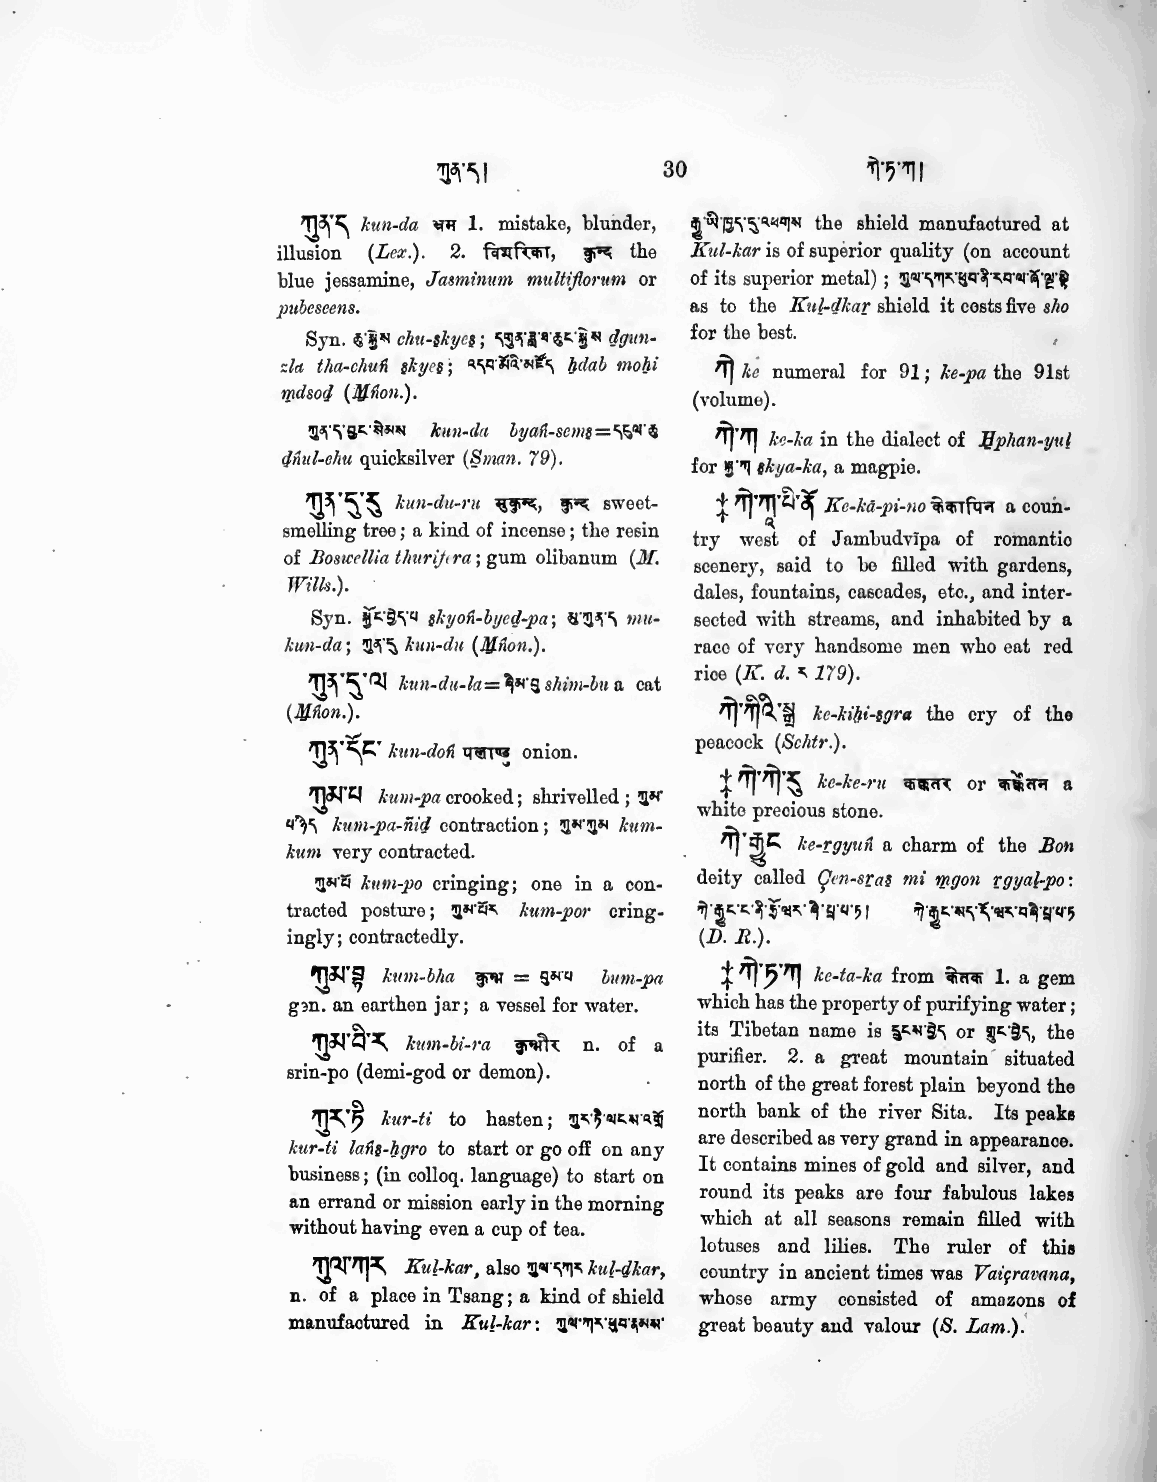 ཀུན་ད།
30
ཀེ་ཏ་ཀ།
ཀུན་ད kun-da भ्रम 1. mistake, blunder,
illusion (Lex.). 2. विभ्ररिका, कुन्द the
blue jessamine, Jasminum multiflorum or
pubescens.
Syn. ཆུ་སྐྱེས chu-skyes; དགུན་ཟླ་ཐ་ཆུང་སྐྱེས dgun-
zla tha-chuñ skyes; འདབ་མོའི་མཛོད ḥdab moḥi
mdsod (Mñon.).
ཀུན་ད་བྱང་སེམས kun-da byañ-sems=དངུལ་ཆུ
dñul-chu quicksilver (Sman. 79).
ཀུན་དུ་རུ kun-du-ru कुन्द sweet-
smelling tree; a kind of incense; the resin
of Boswellia thurifera; gum olibanum (M.
Wills.).
Syn. སྐྱོང་བྱེད་པ skyoñ-byed-pa; མུ་ཀུན་ད mu-
kun-da; ཀུན་དུ kun-du (Mñon.).
ཀུན་དུ་ལ kun-du-la=ཤིམ་བུ shim-bu a cat
(Mñon.).
ཀུན་དོང་ kun-doñ पलाण्डु onion.
ཀུམ་པ kum-pa crooked; shrivelled; ཀུམ་
པ་ཉིད kum-pa-ñid contraction; ཀུམ་ཀུམ kum-
kum very contracted.
ཀུམ་པོ kum-po cringing; one in a con-
tracted posture; ཀུམ་པོར kum-por cring-
ingly; contractedly.
ཀུམ་བྷ kum-bha कुम्भ = བུམ་པ bum-pa
gen. an earthen jar; a vessel for water.
ཀུམ་བི་ར kum-bi-ra कुम्भीर n. of a
srin-po (demi-god or demon).
ཀུར་ཏི kur-ti to hasten; ཀུར་ཏི་ལངས་འགྲོ
kur-ti lañs-ḥgro to start or go off on any
business; (in colloq. language) to start on
an errand or mission early in the morning
without having even a cup of tea.
ཀུལ་ཀར Kul-kar, also ཀུལ་དཀར kul-dkar,
n. of a place in Tsang; a kind of shield
manufactured in Kul-kar: ཀུལ་ཀར་ཕུབ་རྣམས་
རྒྱུ་ཡི་ཁྱད་དུ་འཕགས the shield manufactured at
Kul-kar is of superior quality (on account
of its superior metal); ཀུལ་དཀར་ཕུབ་ནི་རབ་ལ་ཞོ་ལྔ་སྟེ
as to the Kul-dkar shield it costs five sho
for the best.
ཀེ ke numeral for 91; ke-pa the 91st
(volume).
ཀེ་ཀ ke-ka in the dialect of Hphan-yul
for སྐྱ་ཀ skya-ka, a magpie.
‡ ཀེ་ཀཱ་པི་ནོ Ke-kā-pi-no केकापिन a coun-
try west of Jambudvīpa of romantic
scenery, said to be filled with gardens,
dales, fountains, cascades, etc., and inter-
sected with streams, and inhabited by a
race of very handsome men who eat red
rice (K. d. ར 179).
ཀེ་ཀིའི་སྒྲ ke-kiḥi-sgra the cry of the
peacock (Schtr.).
‡ ཀེ་ཀེ་རུ ke-ke-ru कक्कतर or कर्केतन a
white precious stone.
ཀེ་རྒྱུང ke-rgyuñ a charm of the Bon
deity called Çen-sras mi mgon rgyal-po:
(D. R.).
‡ ཀེ་ཏ་ཀ ke-ta-ka from केतक 1. a gem
which has the property of purifying water;
its Tibetan name is དྭངས་བྱེད or སྦྱང་བྱེད, the
purifier. 2. a great mountain situated
north of the great forest plain beyond the
north bank of the river Sita. Its peaks
are described as very grand in appearance.
It contains mines of gold and silver, and
round its peaks are four fabulous lakes
which at all seasons remain filled with
lotuses and lilies. The ruler of this
country in ancient times was Vaiçravana,
whose army consisted of amazons of
great beauty and valour (S. Lam.).